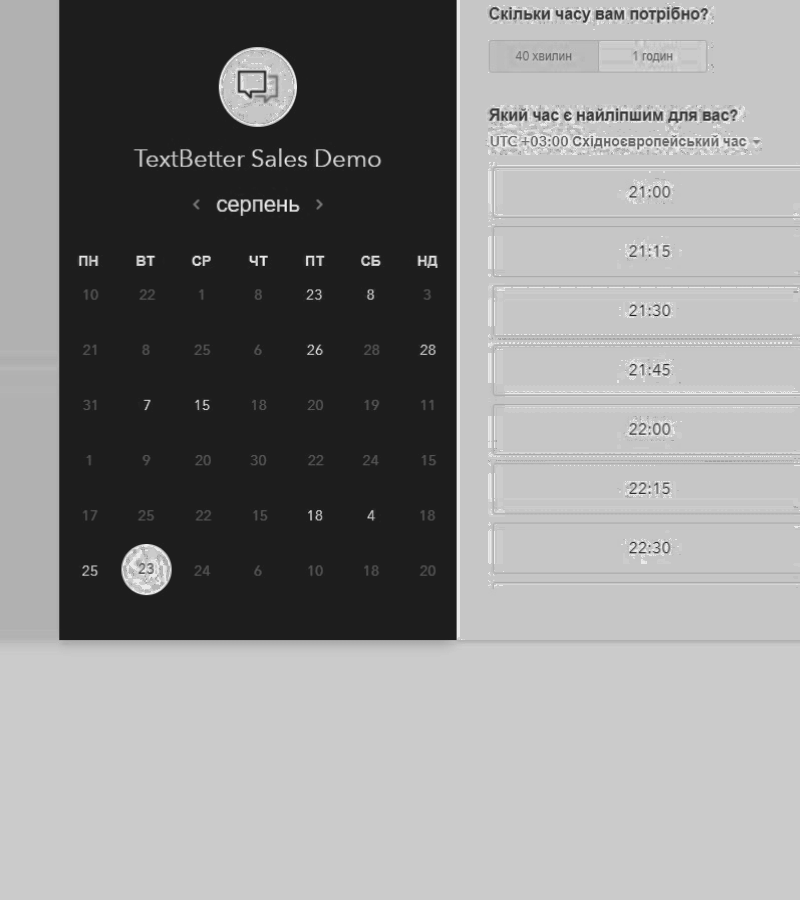 TextBetter Sales Demo
серпень
ПН ВТ СР ЧТ ПТ СБ НД
10 22 1 8 23 8 3
21 8 25 6 26 28 28
31 7 15 18 20 19 11
1 9 20 30 22 24 15
17 25 22 15 18 4 18
25 23 24 6 10 18 20
Скільки часу вам потрібно?
40 хвилин 1 годин
Який час є найліпшим для вас?
UTC +03:00 Східноєвропейський час
21:00
21:15
21:30
21:45
22:00
22:15
22:30